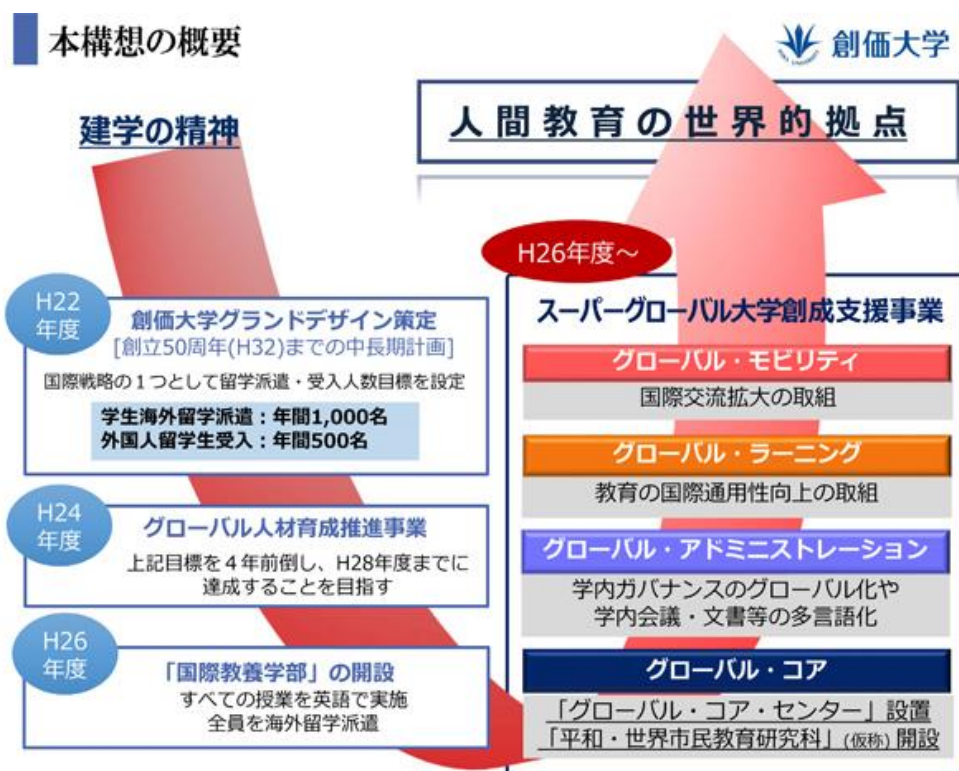 本構想の概要
創価大学
建学の精神
人間教育の世界的拠点
H22
年度
創価大学グランドデザイン策定
[創立50周年(H32)までの中長期計画]
国際戦略の１つとして留学派遣・受入人数目標を設定
学生海外留学派遣：年間1,000名
外国人留学生受入：年間500名
H24
年度
グローバル人材育成推進事業
上記目標を４年前倒し、H28年度までに
達成することを目指す
H26
年度
「国際教養学部」の開設
すべての授業を英語で実施
全員を海外留学派遣
H26年度～
スーパーグローバル大学創成支援事業
グローバル・モビリティ
国際交流拡大の取組
グローバル・ラーニング
教育の国際通用性向上の取組
グローバル・アドミニストレーション
学内ガバナンスのグローバル化や
学内会議・文書等の多言語化
グローバル・コア
「グローバル・コア・センター」設置
「平和・世界市民教育研究科」(仮称)開設